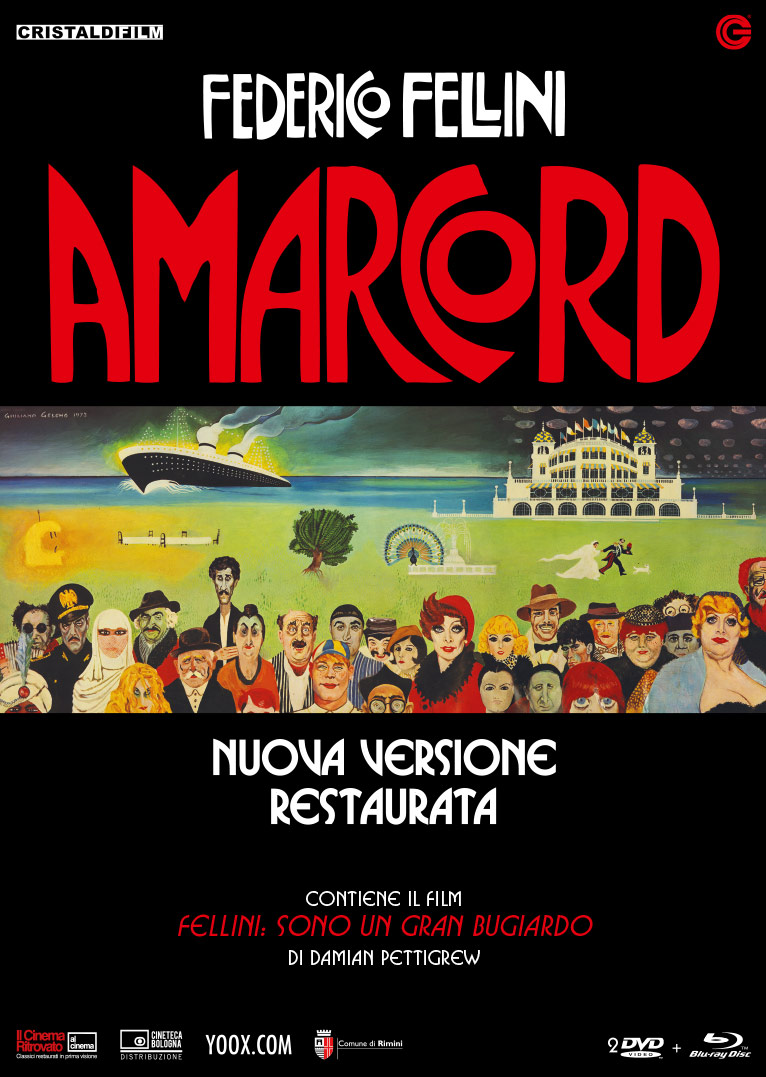 CRISTALDIFILM
FEDERICO FELLINI
AMARCORD
GIULIANO GELENG 1973
NUOVA VERSIONE
RESTAURATA
CONTIENE IL FILM
FELLINI: SONO UN GRAN BUGIARDO
DI DAMIAN PETTIGREW
Il Cinema
Ritrovato
al
cinema
Classici restaurati in prima visione
CINETECA
BOLOGNA
DISTRIBUZIONE
YOOX.COM
Comune di Rimini
2 DVD
VIDEO
+
Blu-ray Disc
TM